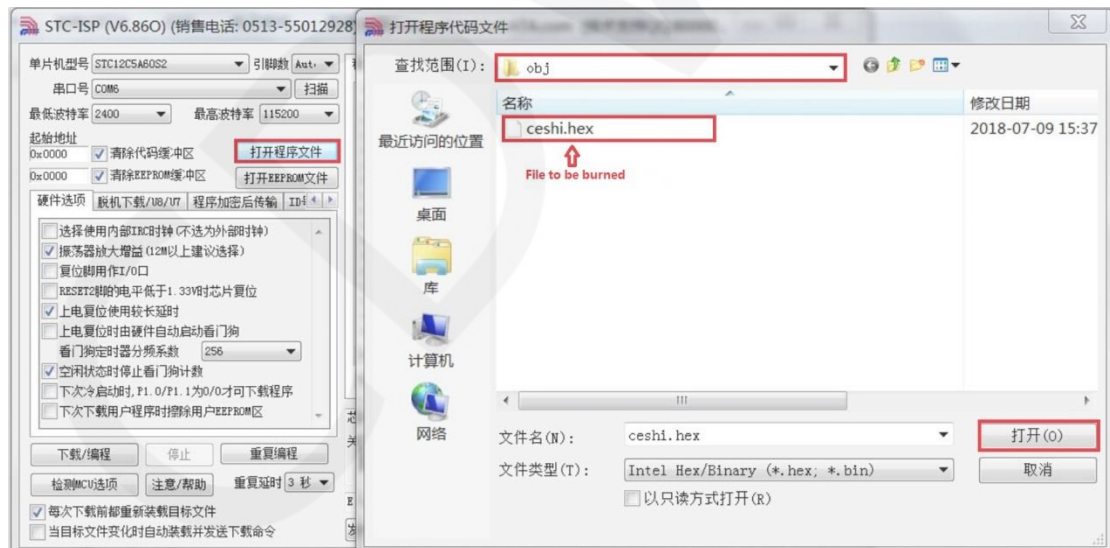 STC-ISP (V6.86O) (销售电话: 0513-55012928)
单片机型号 STC12C5A60S2 引脚数 Aut
串口号 COM6 扫描
最低波特率 2400 最高波特率 115200
起始地址
0x0000 清除代码缓冲区 打开程序文件
0x0000 清除EEPROM缓冲区 打开EEPROM文件
硬件选项 脱机下载/U8/U7 程序加密后传输 ID
选择使用内部IRC时钟(不选为外部时钟)
振荡器放大增益(12M以上建议选择)
复位脚用作I/O口
RESET2脚的电平低于1.33V时芯片复位
上电复位使用较长延时
上电复位时由硬件自动启动看门狗
看门狗定时器分频系数 256
空闲状态时停止看门狗计数
下次冷启动时,P1.0/P1.1为0/0才可下载程序
下次下载用户程序时擦除用户EEPROM区
下载/编程 停止 重复编程
检测MCU选项 注意/帮助 重复延时 3 秒
每次下载前都重新装载目标文件
当目标文件变化时自动装载并发送下载命令
打开程序代码文件
查找范围(I): obj
最近访问的位置
桌面
库
计算机
网络
名称 修改日期
ceshi.hex 2018-07-09 15:37
File to be burned
文件名(N): ceshi.hex 打开(O)
文件类型(T): Intel Hex/Binary (*.hex; *.bin) 取消
以只读方式打开(R)